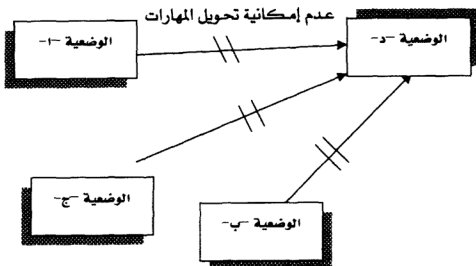 عدم إمكانية تحويل المهارات
الوضعية -ا-
الوضعية -د-
الوضعية -ج-
الوضعية -ب-